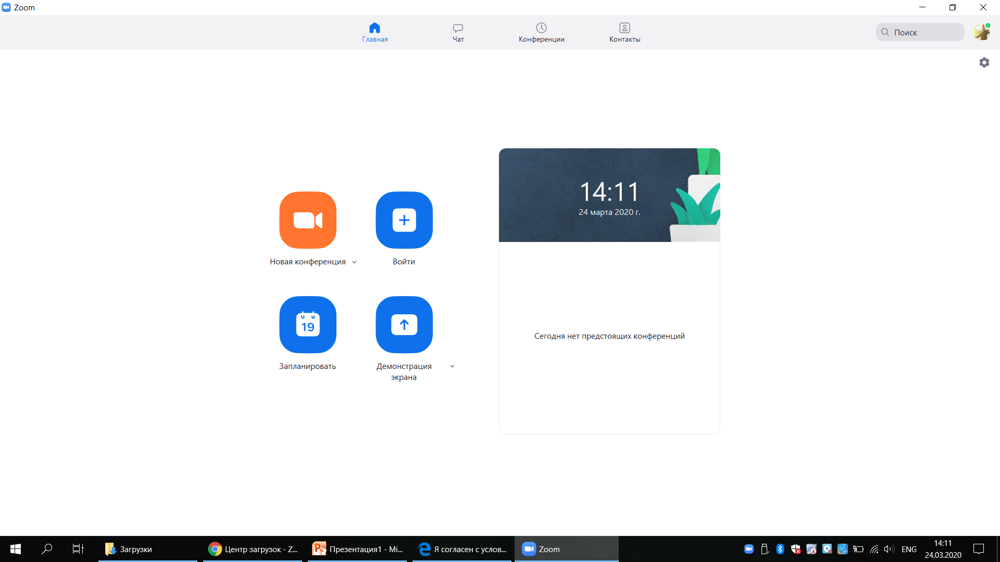 Zoom
Главная
Чат
Конференции
Контакты
Поиск
14:11
24 марта 2020 г.
Новая конференция
Войти
19
Запланировать
Демонстрация
экрана
Сегодня нет предстоящих конференций
Загрузки
Центр загрузок - Z...
Презентация1 - Mi...
Я согласен с услов...
Zoom
ENG
14:11
24.03.2020